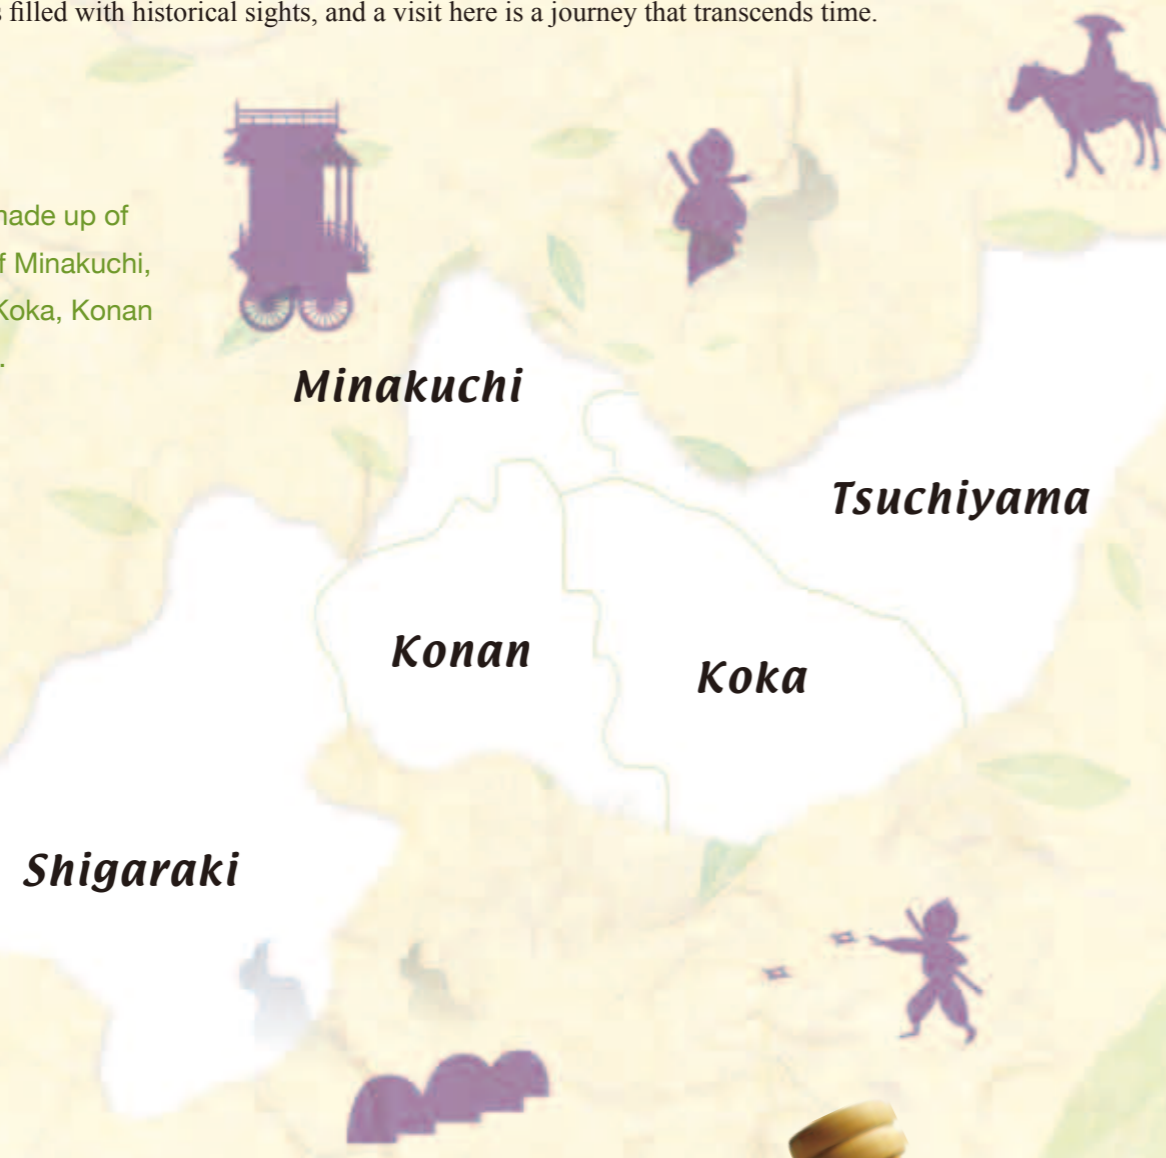 filled with historical sights, and a visit here is a journey that transcends time.
made up of
Minakuchi,
Koka, Konan
.
Minakuchi
Tsuchiyama
Konan
Koka
Shigaraki